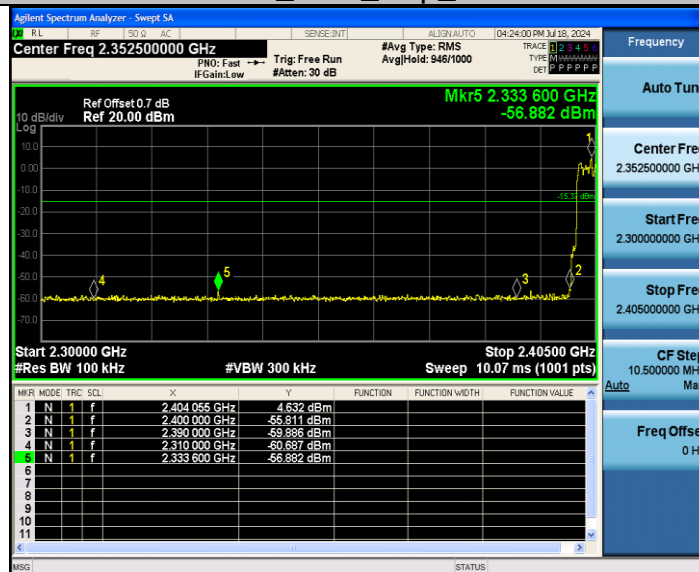 Agilent Spectrum Analyzer - Swept SA
RL RF 50 Ω AC SENSE:INT ALIGN AUTO 04:24:00 PM Jul 18, 2024
Center Freq 2.352500000 GHz
PNO: Fast
IFGain:Low
Trig: Free Run
#Atten: 30 dB
#Avg Type: RMS
Avg|Hold: 946/1000
TRACE 1 2 3 4 5 6
TYPE M
DET P P P P P P
Ref Offset 0.7 dB
Ref 20.00 dBm
10 dB/div
Log
Mkr5 2.333 600 GHz
-56.882 dBm
10.0
0.00
-10.0
-20.0
-30.0
-40.0
-50.0
-60.0
-70.0
1
-15.37 dBm
4
5
3
2
Start 2.30000 GHz Stop 2.40500 GHz
#Res BW 100 kHz #VBW 300 kHz Sweep 10.07 ms (1001 pts)
MKR MODE TRC SCL X Y FUNCTION FUNCTION WIDTH FUNCTION VALUE
1 N 1 f 2.404 055 GHz 4.632 dBm
2 N 1 f 2.400 000 GHz -55.811 dBm
3 N 1 f 2.390 000 GHz -59.886 dBm
4 N 1 f 2.310 000 GHz -60.687 dBm
5 N 1 f 2.333 600 GHz -56.882 dBm
6
7
8
9
10
11
MSG STATUS
Frequency
Auto Tun
Center Fre
2.352500000 GH
Start Fre
2.300000000 GH
Stop Fre
2.405000000 GH
CF Step
10.500000 MH
Auto Ma
Freq Offse
0 H